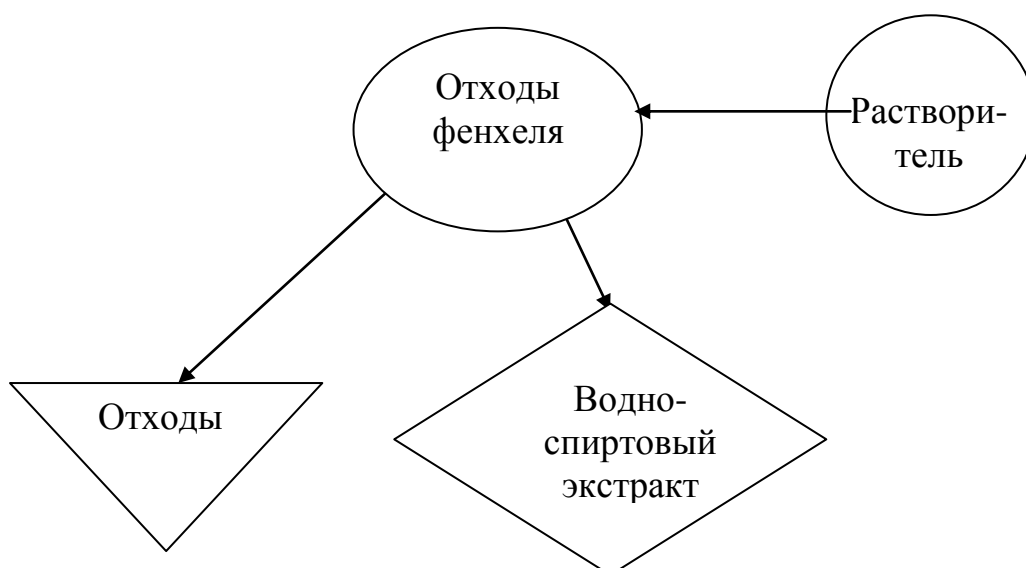 Отходы
фенхеля
Раствори-
тель
Отходы
Водно-
спиртовый
экстракт